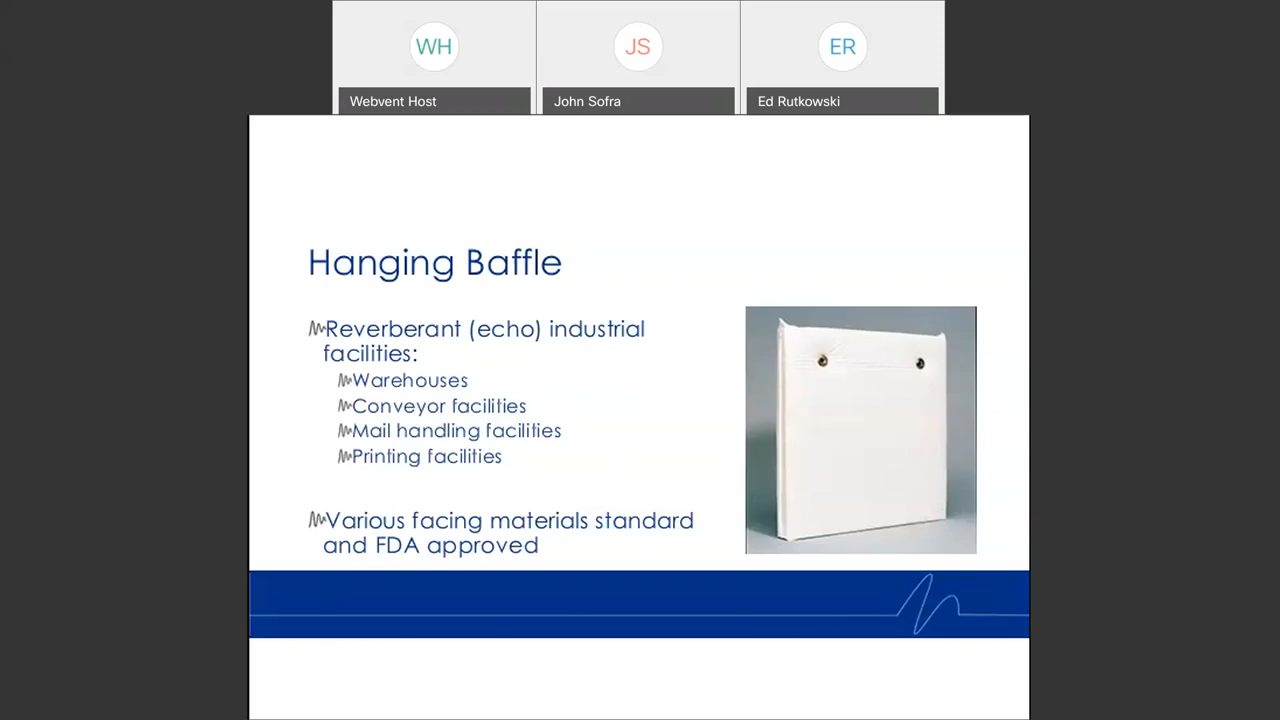 WH
JS
ER
Webvent Host
John Sofra
Ed Rutkowski
Hanging Baffle
Reverberant (echo) industrial
facilities:
Warehouses
Conveyor facilities
Mail handling facilities
Printing facilities
Various facing materials standard
and FDA approved